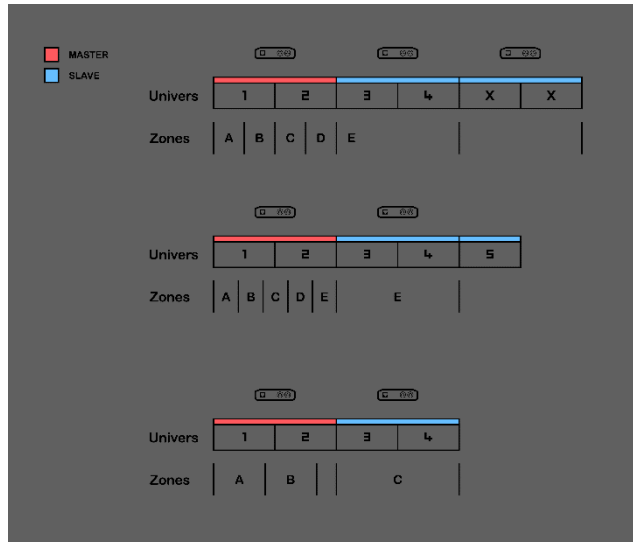 MASTER
SLAVE
Univers 1 2 3 4 X X
Zones A B C D E
Univers 1 2 3 4 5
Zones A B C D E E
Univers 1 2 3 4
Zones A B C